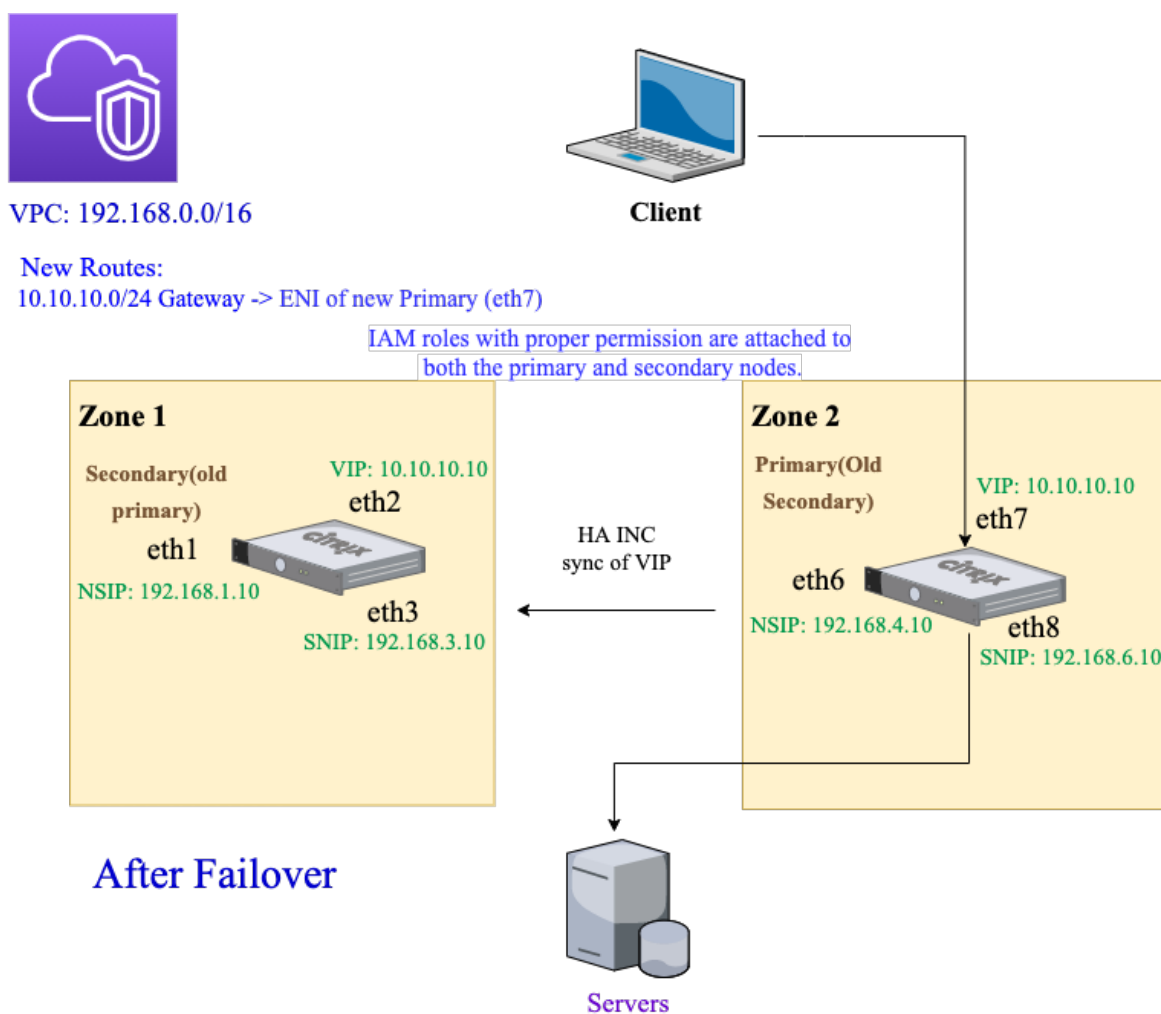 VPC: 192.168.0.0/16
Client
New Routes:
10.10.10.0/24 Gateway -> ENI of new Primary (eth7)
IAM roles with proper permission are attached to
both the primary and secondary nodes.
Zone 1
Secondary(old
primary)
VIP: 10.10.10.10
eth2
eth1
CITRIX
NSIP: 192.168.1.10
eth3
SNIP: 192.168.3.10
HA INC
sync of VIP
Zone 2
Primary(Old
Secondary)
VIP: 10.10.10.10
eth7
eth6
CITRIX
NSIP: 192.168.4.10
eth8
SNIP: 192.168.6.10
After Failover
Servers